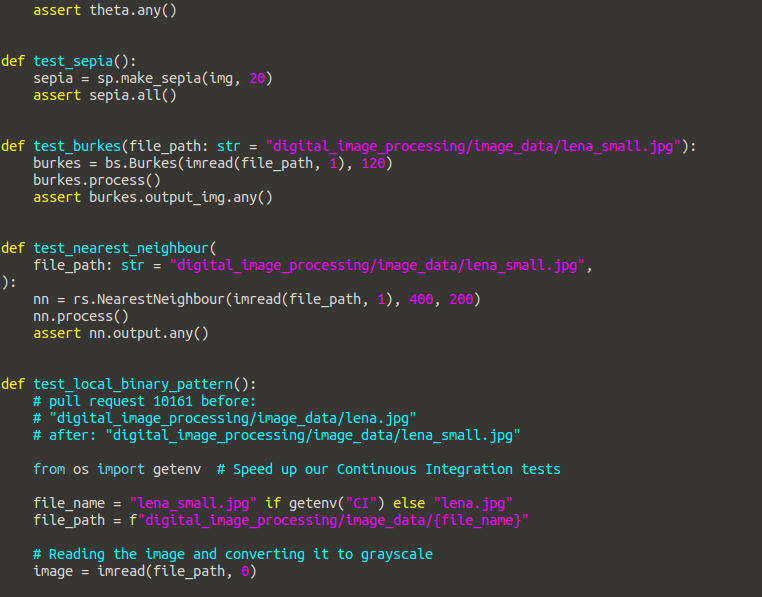 assert theta.any()


def test_sepia():
    sepia = sp.make_sepia(img, 20)
    assert sepia.all()


def test_burkes(file_path: str = "digital_image_processing/image_data/lena_small.jpg"):
    burkes = bs.Burkes(imread(file_path, 1), 120)
    burkes.process()
    assert burkes.output_img.any()


def test_nearest_neighbour(
    file_path: str = "digital_image_processing/image_data/lena_small.jpg",
):
    nn = rs.NearestNeighbour(imread(file_path, 1), 400, 200)
    nn.process()
    assert nn.output.any()


def test_local_binary_pattern():
    # pull request 10161 before:
    # "digital_image_processing/image_data/lena.jpg"
    # after: "digital_image_processing/image_data/lena_small.jpg"

    from os import getenv  # Speed up our Continuous Integration tests

    file_name = "lena_small.jpg" if getenv("CI") else "lena.jpg"
    file_path = f"digital_image_processing/image_data/{file_name}"

    # Reading the image and converting it to grayscale
    image = imread(file_path, 0)